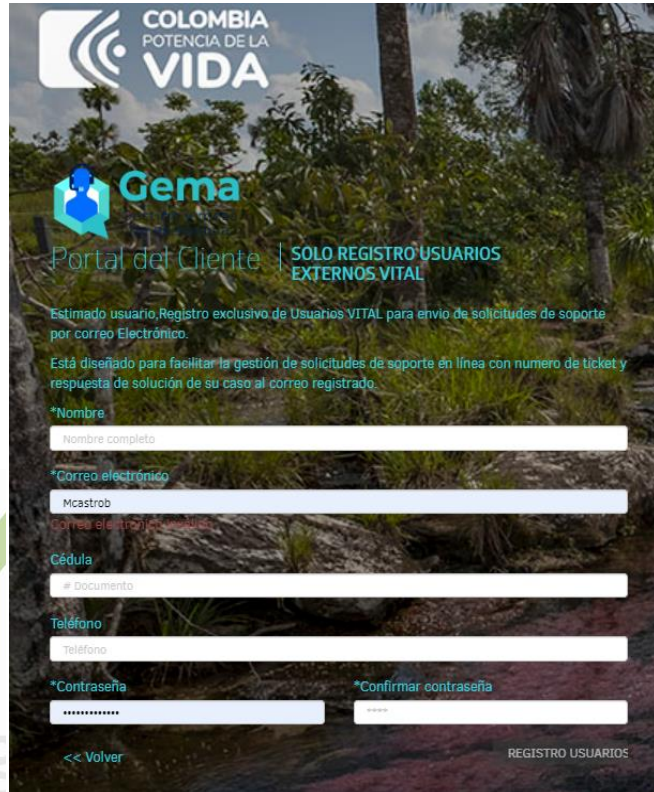 COLOMBIA
POTENCIA DE LA
VIDA
Gema
Portal del Cliente
SOLO REGISTRO USUARIOS
EXTERNOS VITAL
Estimado usuario,Registro exclusivo de Usuarios VITAL para envio de solicitudes de soporte
por correo Electrónico.
Está diseñado para facilitar la gestión de solicitudes de soporte en línea con numero de ticket y
respuesta de solución de su caso al correo registrado.
*Nombre
Nombre completo
*Correo electrónico
Mcastrob
Correo electrónico
Cédula
# Documento
Teléfono
Teléfono
*Contraseña *Confirmar contraseña
•••••••••••• ****
<< Volver REGISTRO USUARIOS